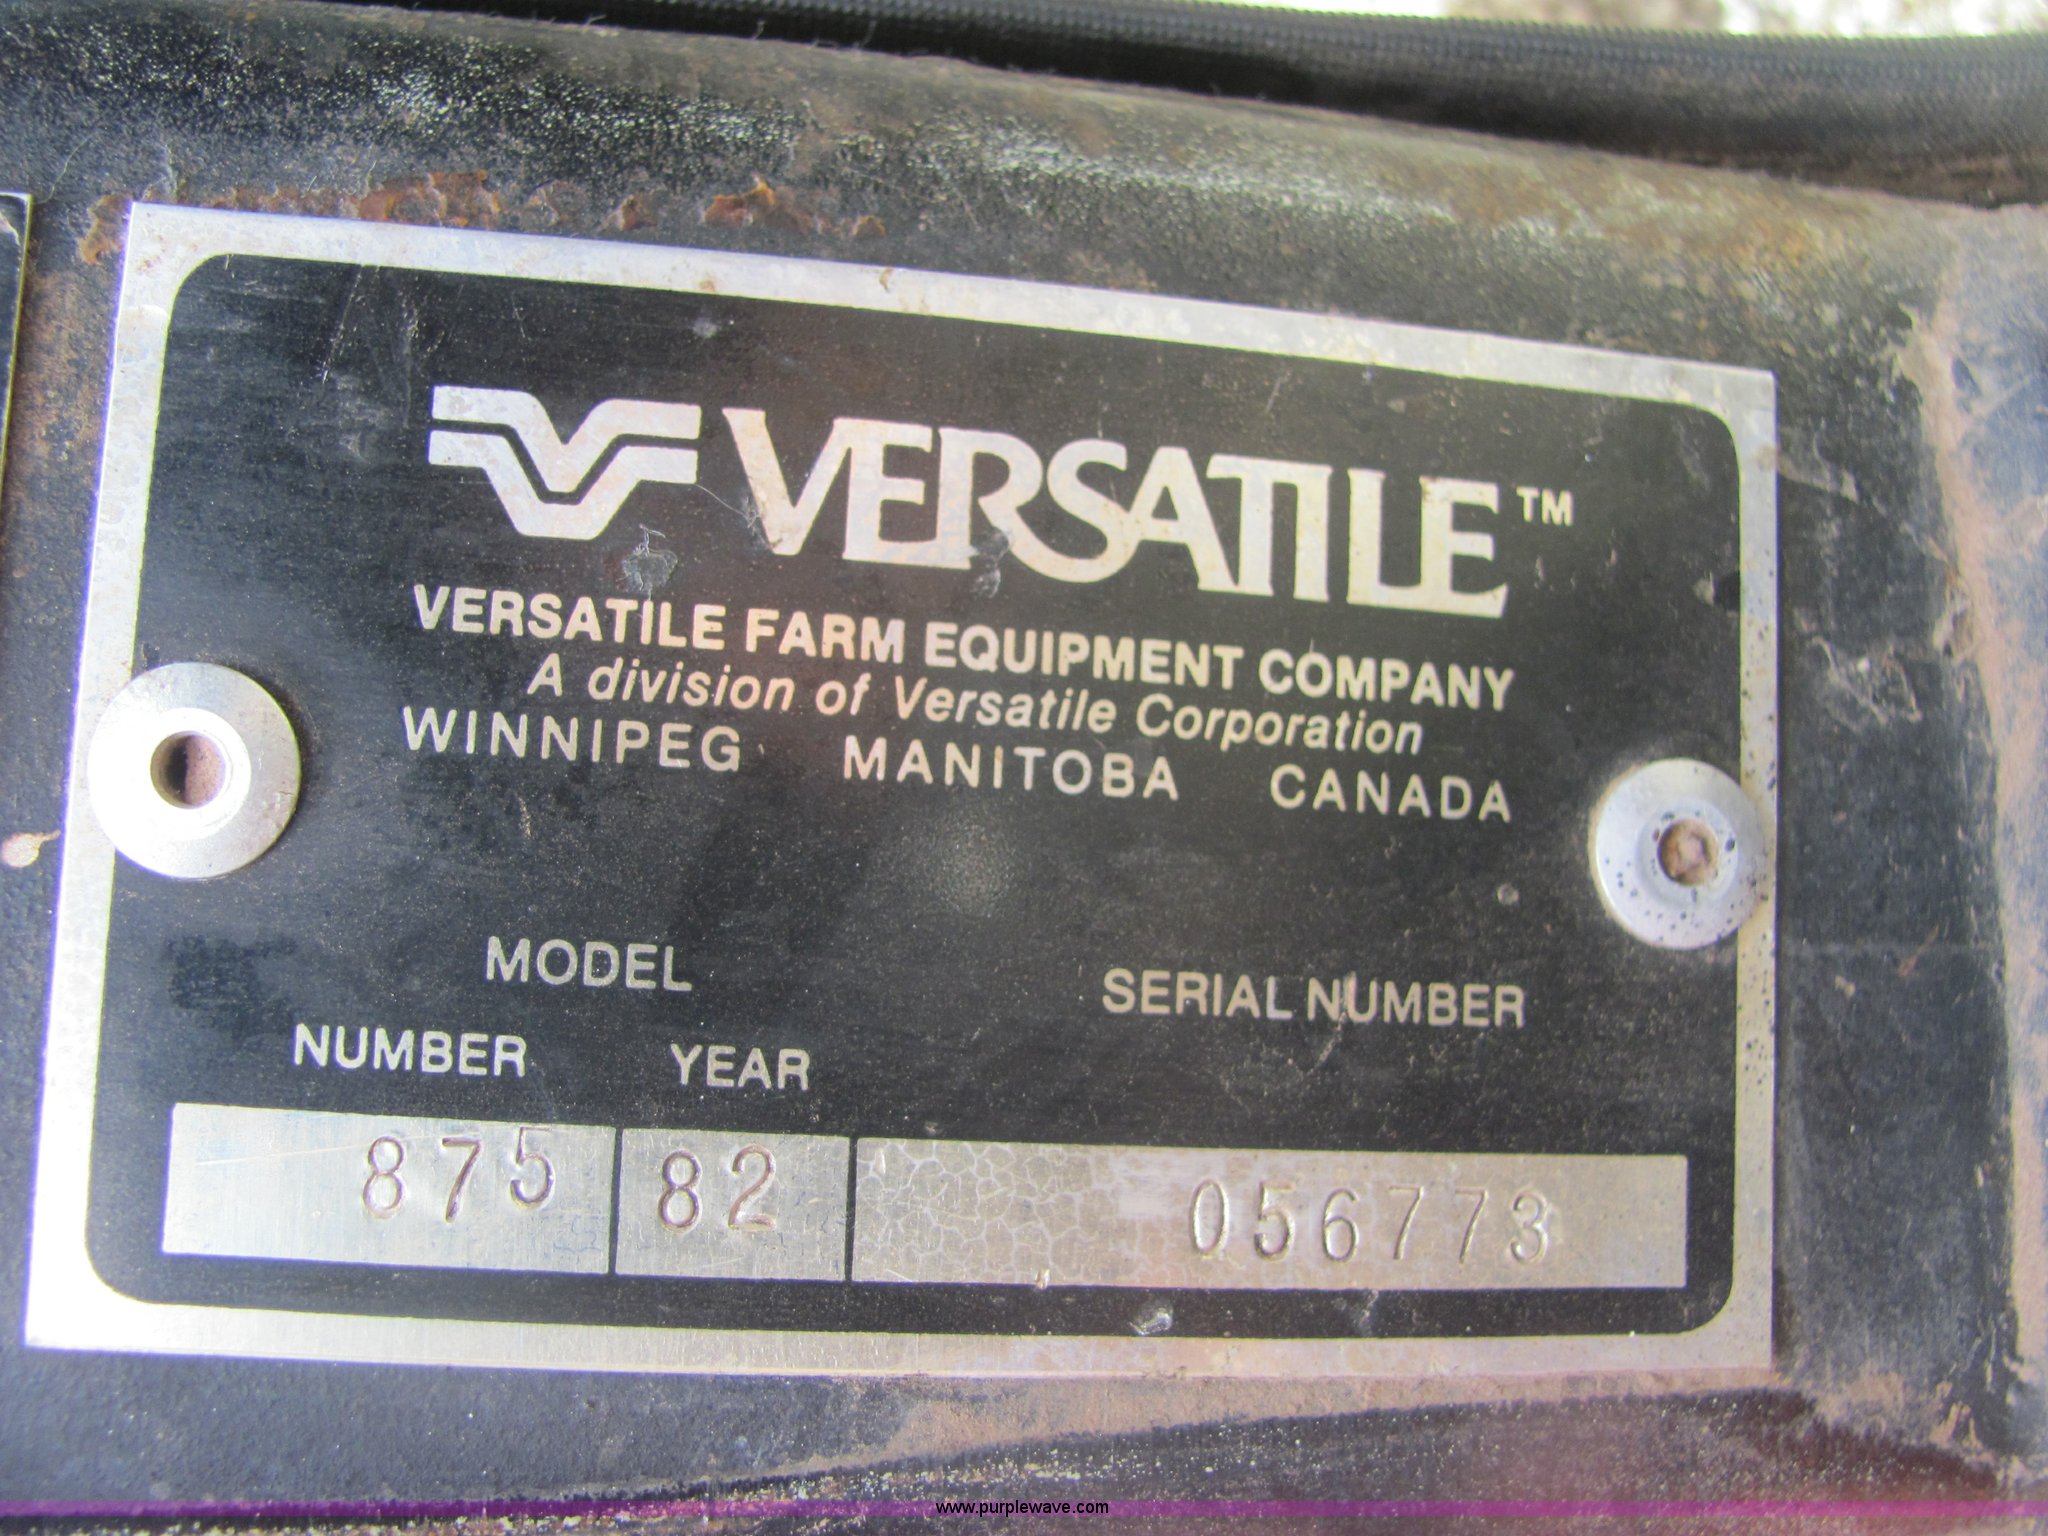 VERSATILE™
VERSATILE FARM EQUIPMENT COMPANY
A division of Versatile Corporation
WINNIPEG MANITOBA CANADA
MODEL
SERIAL NUMBER
NUMBER YEAR
875 82 056773
www.purplewave.com